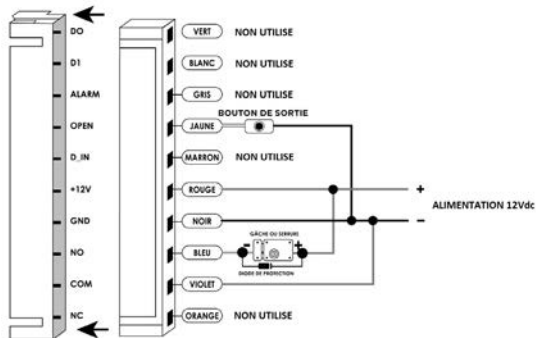 DO
D1
ALARM
OPEN
D_IN
+12V
GND
NO
COM
NC
VERT NON UTILISE
BLANC NON UTILISE
GRIS NON UTILISE
BOUTON DE SORTIE
JAUNE
MARRON NON UTILISE
ROUGE +
ALIMENTATION 12Vdc
NOIR −
GÂCHE OU SERRURE
BLEU - +
DIODE DE PROTECTION
VIOLET
ORANGE NON UTILISE